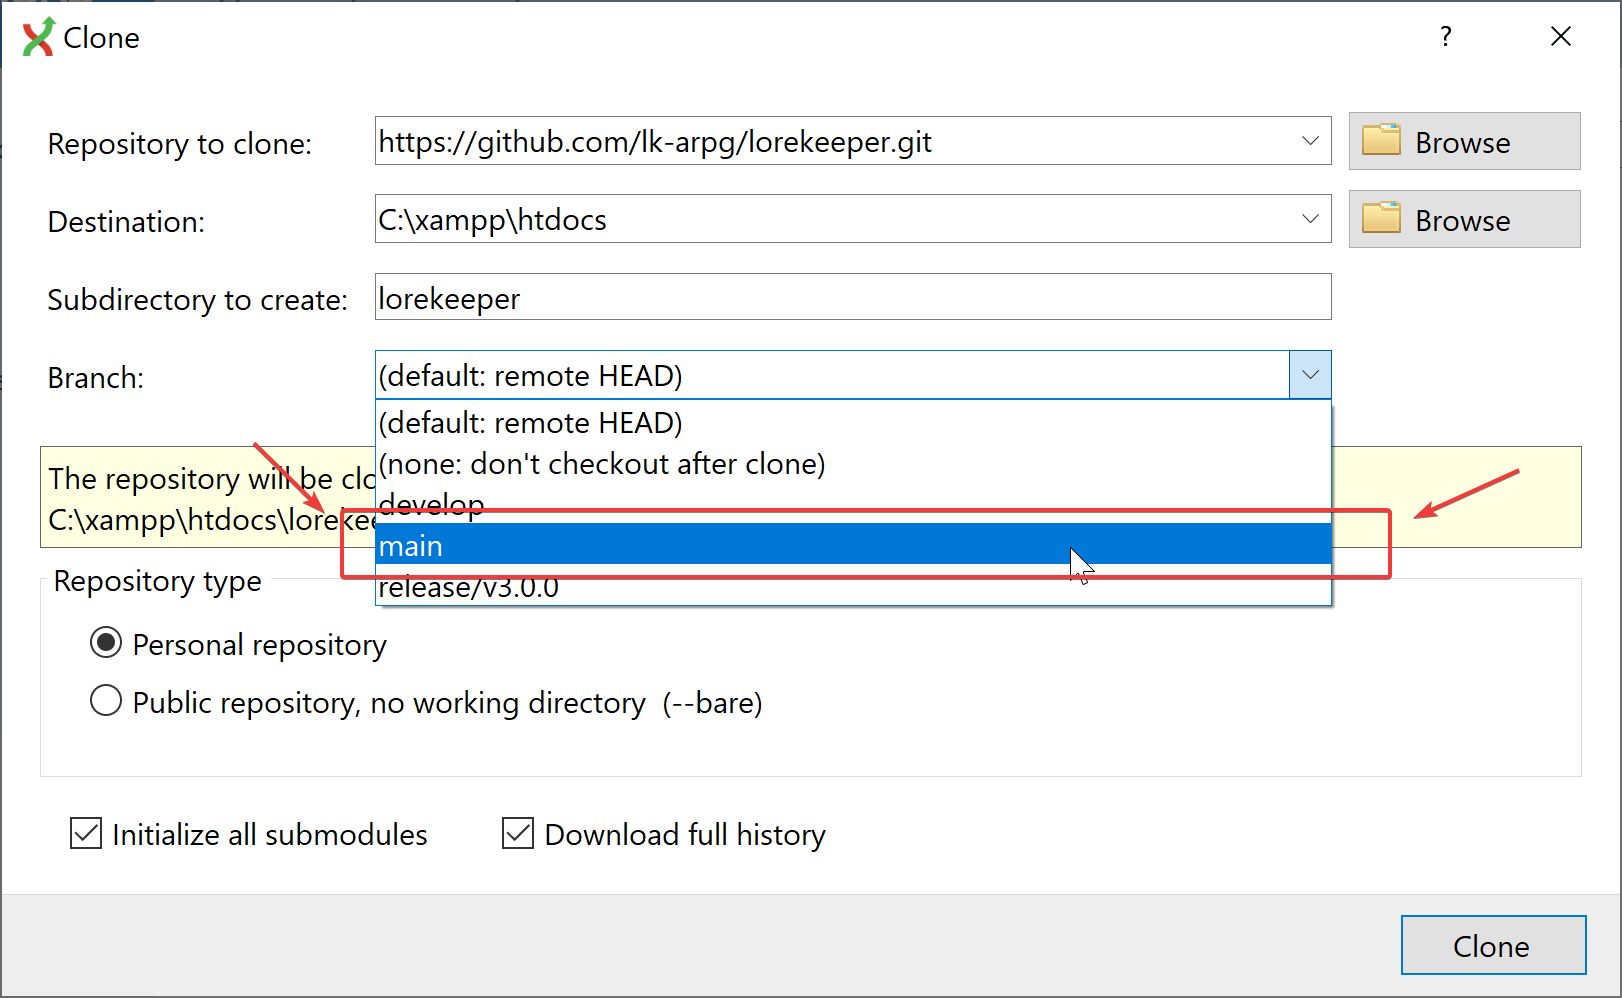 Clone
?
Repository to clone:
https://github.com/lk-arpg/lorekeeper.git
Browse
Destination:
C:\xampp\htdocs
Browse
Subdirectory to create:
lorekeeper
Branch:
(default: remote HEAD)
(default: remote HEAD)
(none: don't checkout after clone)
develop
main
release/v3.0.0
The repository will be
C:\xampp\htdocs\
Repository type
Personal repository
Public repository, no working directory (--bare)
Initialize all submodules
Download full history
Clone